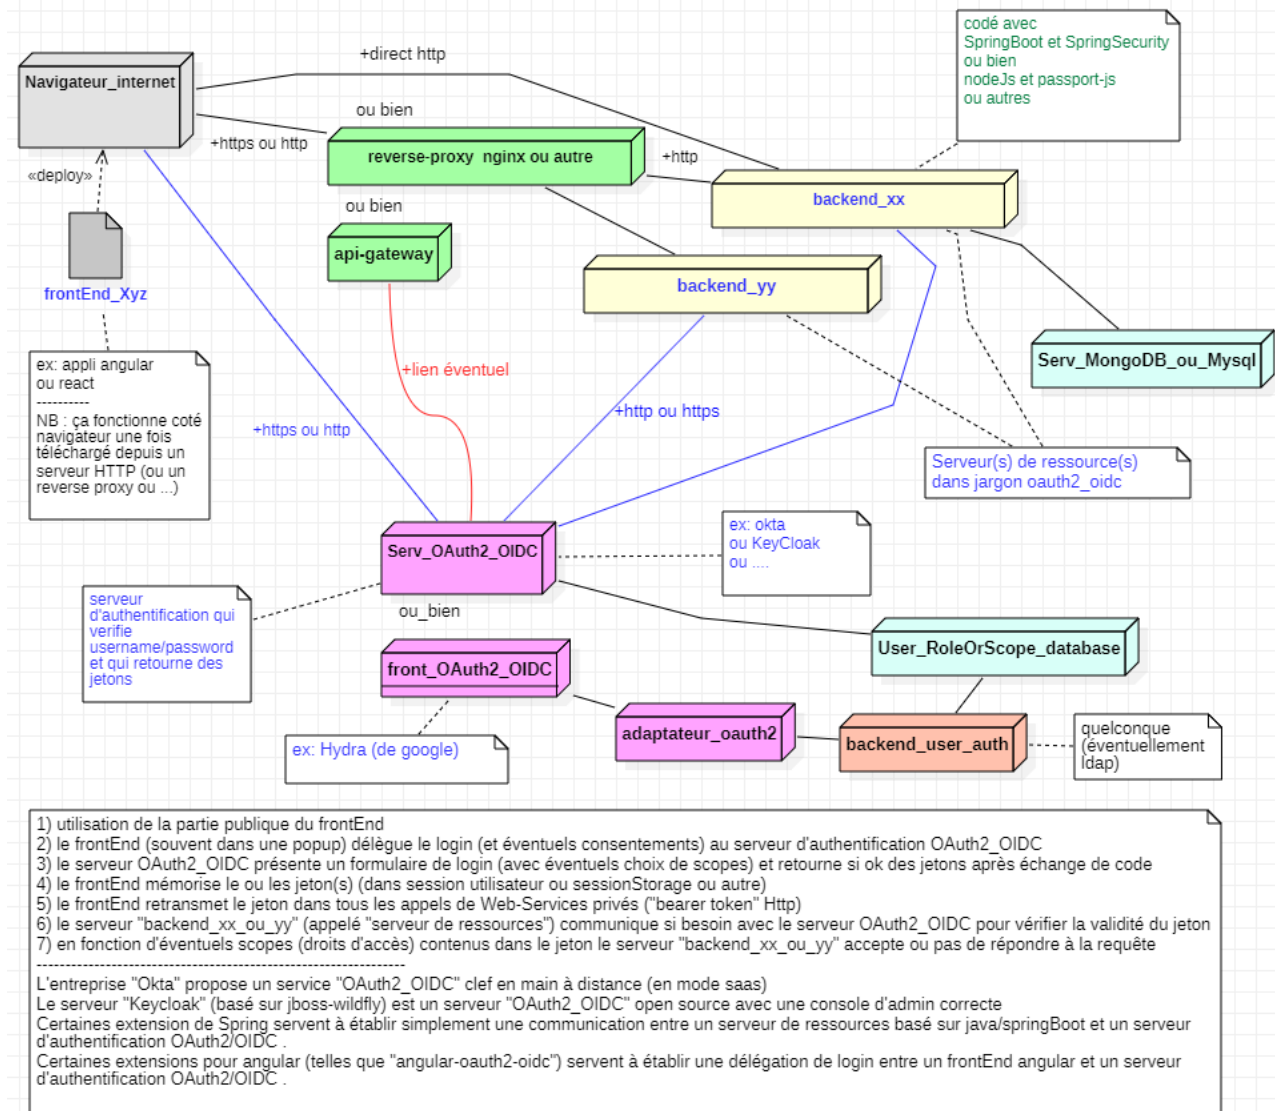 codé avec
SpringBoot et SpringSecurity
ou bien
nodeJs et passport-js
ou autres
+direct http
Navigateur_internet
ou bien
+https ou http
reverse-proxy  nginx ou autre
+http
«deploy»
backend_xx
ou bien
api-gateway
backend_yy
frontEnd_Xyz
Serv_MongoDB_ou_Mysql
ex: appli angular
ou react
----------
NB : ça fonctionne coté
navigateur une fois
téléchargé depuis un
serveur HTTP (ou un
reverse proxy ou ...)
+lien éventuel
+http ou https
+https ou http
Serveur(s) de ressource(s)
dans jargon oauth2_oidc
ex: okta
ou KeyCloak
ou ....
Serv_OAuth2_OIDC
serveur
d'authentification qui
verifie
username/password
et qui retourne des
jetons
ou_bien
front_OAuth2_OIDC
User_RoleOrScope_database
adaptateur_oauth2
backend_user_auth
quelconque
(éventuellement
ldap)
ex: Hydra (de google)
1) utilisation de la partie publique du frontEnd
2) le frontEnd (souvent dans une popup) délègue le login (et éventuels consentements) au serveur d'authentification OAuth2_OIDC
3) le serveur OAuth2_OIDC présente un formulaire de login (avec éventuels choix de scopes) et retourne si ok des jetons après échange de code
4) le frontEnd mémorise le ou les jeton(s) (dans session utilisateur ou sessionStorage ou autre)
5) le frontEnd retransmet le jeton dans tous les appels de Web-Services privés ("bearer token" Http)
6) le serveur "backend_xx_ou_yy" (appelé "serveur de ressources") communique si besoin avec le serveur OAuth2_OIDC pour vérifier la validité du jeton
7) en fonction d'éventuels scopes (droits d'accès) contenus dans le jeton le serveur "backend_xx_ou_yy" accepte ou pas de répondre à la requête
----------------------------------------------------------------
L'entreprise "Okta" propose un service "OAuth2_OIDC" clef en main à distance (en mode saas)
Le serveur "Keycloak" (basé sur jboss-wildfly) est un serveur "OAuth2_OIDC" open source avec une console d'admin correcte
Certaines extension de Spring servent à établir simplement une communication entre un serveur de ressources basé sur java/springBoot et un serveur
d'authentification OAuth2/OIDC .
Certaines extensions pour angular (telles que "angular-oauth2-oidc") servent à établir une délégation de login entre un frontEnd angular et un serveur
d'authentification OAuth2/OIDC .